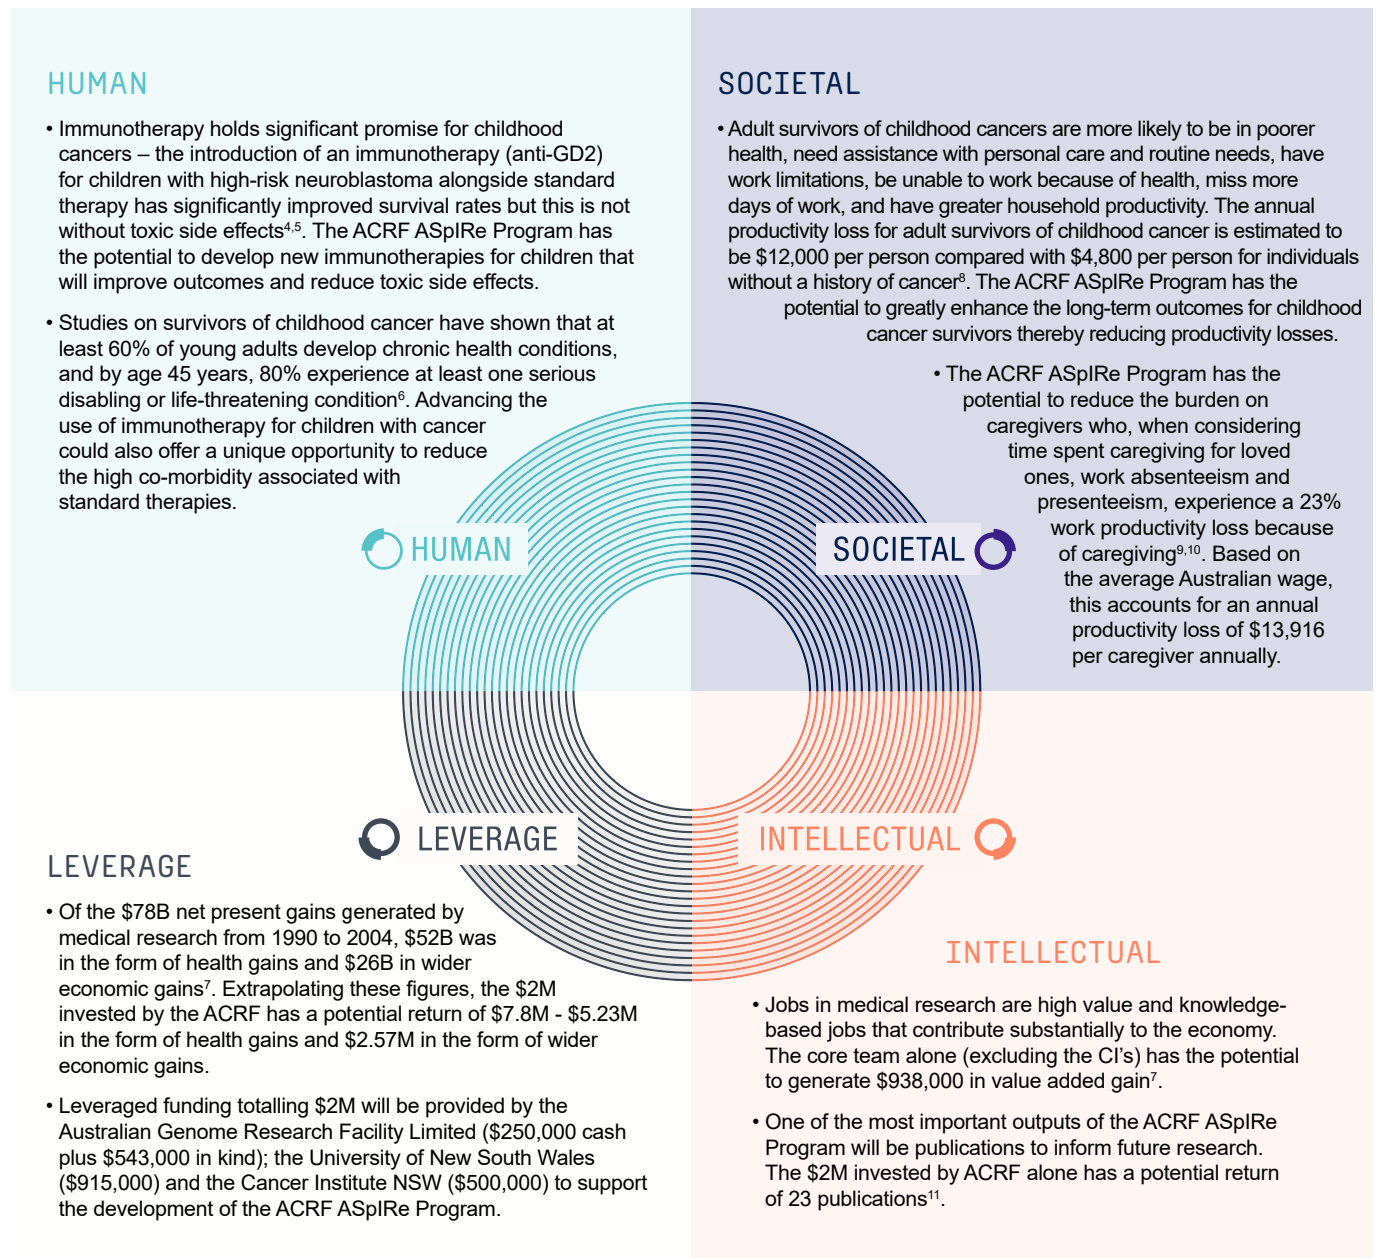 HUMAN
• Immunotherapy holds significant promise for childhood
cancers – the introduction of an immunotherapy (anti-GD2)
for children with high-risk neuroblastoma alongside standard
therapy has significantly improved survival rates but this is not
without toxic side effects4,5. The ACRF ASpIRe Program has
the potential to develop new immunotherapies for children that
will improve outcomes and reduce toxic side effects.
• Studies on survivors of childhood cancer have shown that at
least 60% of young adults develop chronic health conditions,
and by age 45 years, 80% experience at least one serious
disabling or life-threatening condition6. Advancing the
use of immunotherapy for children with cancer
could also offer a unique opportunity to reduce
the high co-morbidity associated with
standard therapies.
SOCIETAL
• Adult survivors of childhood cancers are more likely to be in poorer
health, need assistance with personal care and routine needs, have
work limitations, be unable to work because of health, miss more
days of work, and have greater household productivity. The annual
productivity loss for adult survivors of childhood cancer is estimated to
be $12,000 per person compared with $4,800 per person for individuals
without a history of cancer8. The ACRF ASpIRe Program has the
potential to greatly enhance the long-term outcomes for childhood
cancer survivors thereby reducing productivity losses.
• The ACRF ASpIRe Program has the
potential to reduce the burden on
caregivers who, when considering
time spent caregiving for loved
ones, work absenteeism and
presenteeism, experience a 23%
work productivity loss because
of caregiving9,10. Based on
the average Australian wage,
this accounts for an annual
productivity loss of $13,916
per caregiver annually.
HUMAN
SOCIETAL
LEVERAGE
INTELLECTUAL
LEVERAGE
• Of the $78B net present gains generated by
medical research from 1990 to 2004, $52B was
in the form of health gains and $26B in wider
economic gains7. Extrapolating these figures, the $2M
invested by the ACRF has a potential return of $7.8M - $5.23M
in the form of health gains and $2.57M in the form of wider
economic gains.
• Leveraged funding totalling $2M will be provided by the
Australian Genome Research Facility Limited ($250,000 cash
plus $543,000 in kind); the University of New South Wales
($915,000) and the Cancer Institute NSW ($500,000) to support
the development of the ACRF ASpIRe Program.
INTELLECTUAL
• Jobs in medical research are high value and knowledge-
based jobs that contribute substantially to the economy.
The core team alone (excluding the CI’s) has the potential
to generate $938,000 in value added gain7.
• One of the most important outputs of the ACRF ASpIRe
Program will be publications to inform future research.
The $2M invested by ACRF alone has a potential return
of 23 publications11.